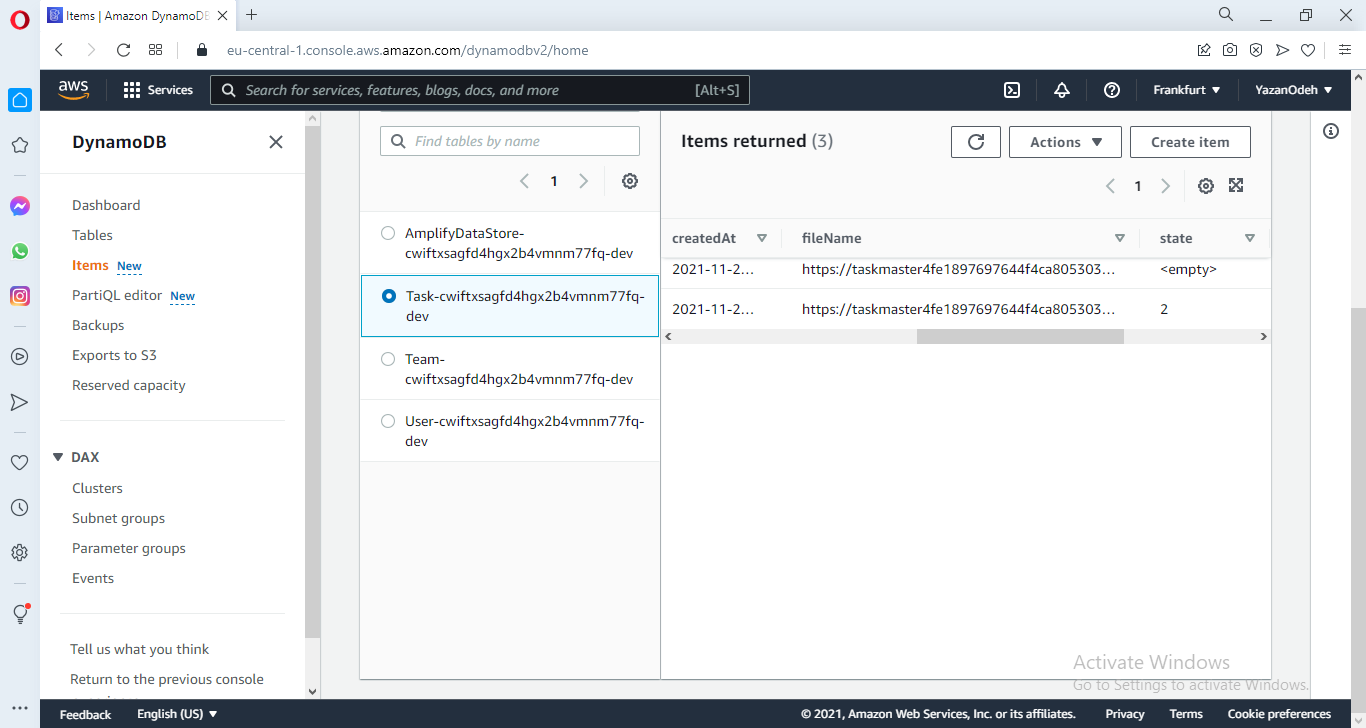 Items | Amazon DynamoDB
eu-central-1.console.aws.amazon.com/dynamodbv2/home
aws
Services
Search for services, features, blogs, docs, and more
[Alt+S]
Frankfurt ▼
YazanOdeh ▼
DynamoDB
Dashboard
Tables
Items New
PartiQL editor New
Backups
Exports to S3
Reserved capacity
▼ DAX
Clusters
Subnet groups
Parameter groups
Events
Tell us what you think
Return to the previous console
Find tables by name
1
AmplifyDataStore-
cwiftxsagfd4hgx2b4vmnm77fq-dev
Task-cwiftxsagfd4hgx2b4vmnm77fq-
dev
Team-
cwiftxsagfd4hgx2b4vmnm77fq-dev
User-cwiftxsagfd4hgx2b4vmnm77fq-
dev
Items returned (3)
Actions ▼
Create item
1
createdAt fileName state
2021-11-2... https://taskmaster4fe1897697644f4ca805303... <empty>
2021-11-2... https://taskmaster4fe1897697644f4ca805303... 2
Activate Windows
Go to Settings to activate Windows.
Feedback
English (US) ▼
© 2021, Amazon Web Services, Inc. or its affiliates.
Privacy
Terms
Cookie preferences